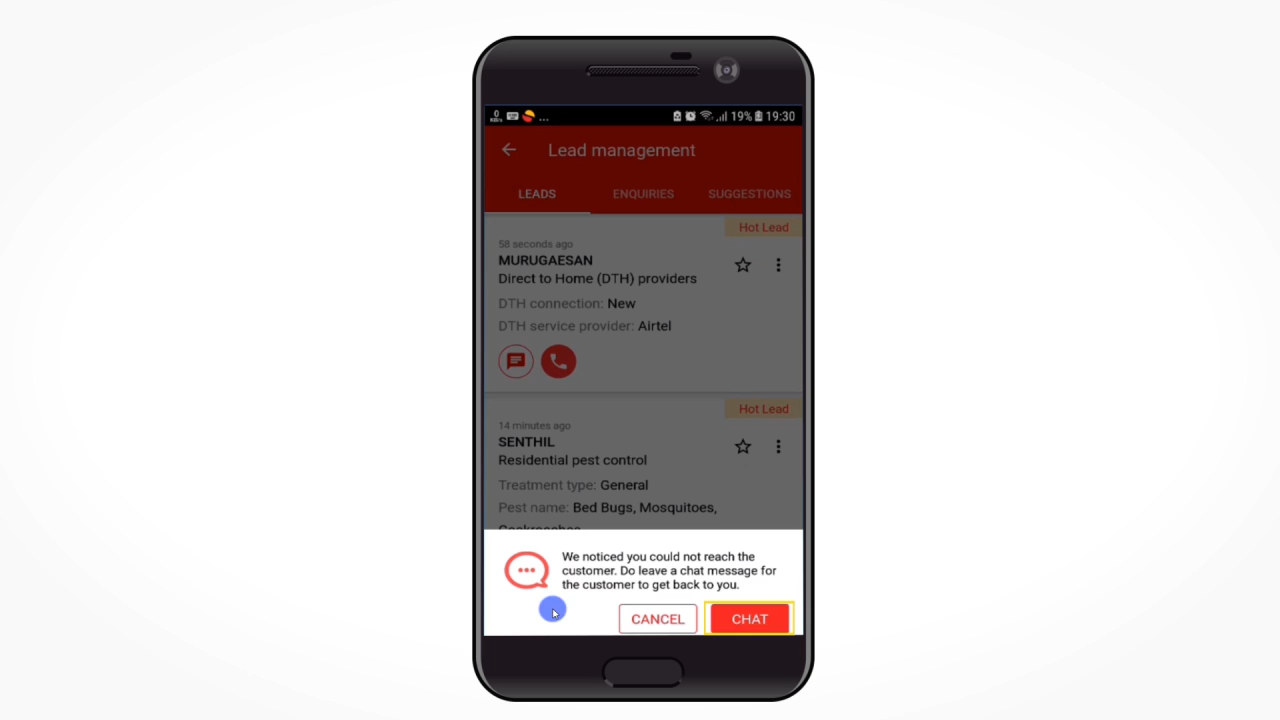 0
KB/s ... 19% 19:30
Lead management
LEADS ENQUIRIES SUGGESTIONS
Hot Lead
58 seconds ago
MURUGAESAN
Direct to Home (DTH) providers
DTH connection: New
DTH service provider: Airtel
Hot Lead
14 minutes ago
SENTHIL
Residential pest control
Treatment type: General
Pest name: Bed Bugs, Mosquitoes,
Cockroaches
We noticed you could not reach the
customer. Do leave a chat message for
the customer to get back to you.
CANCEL CHAT